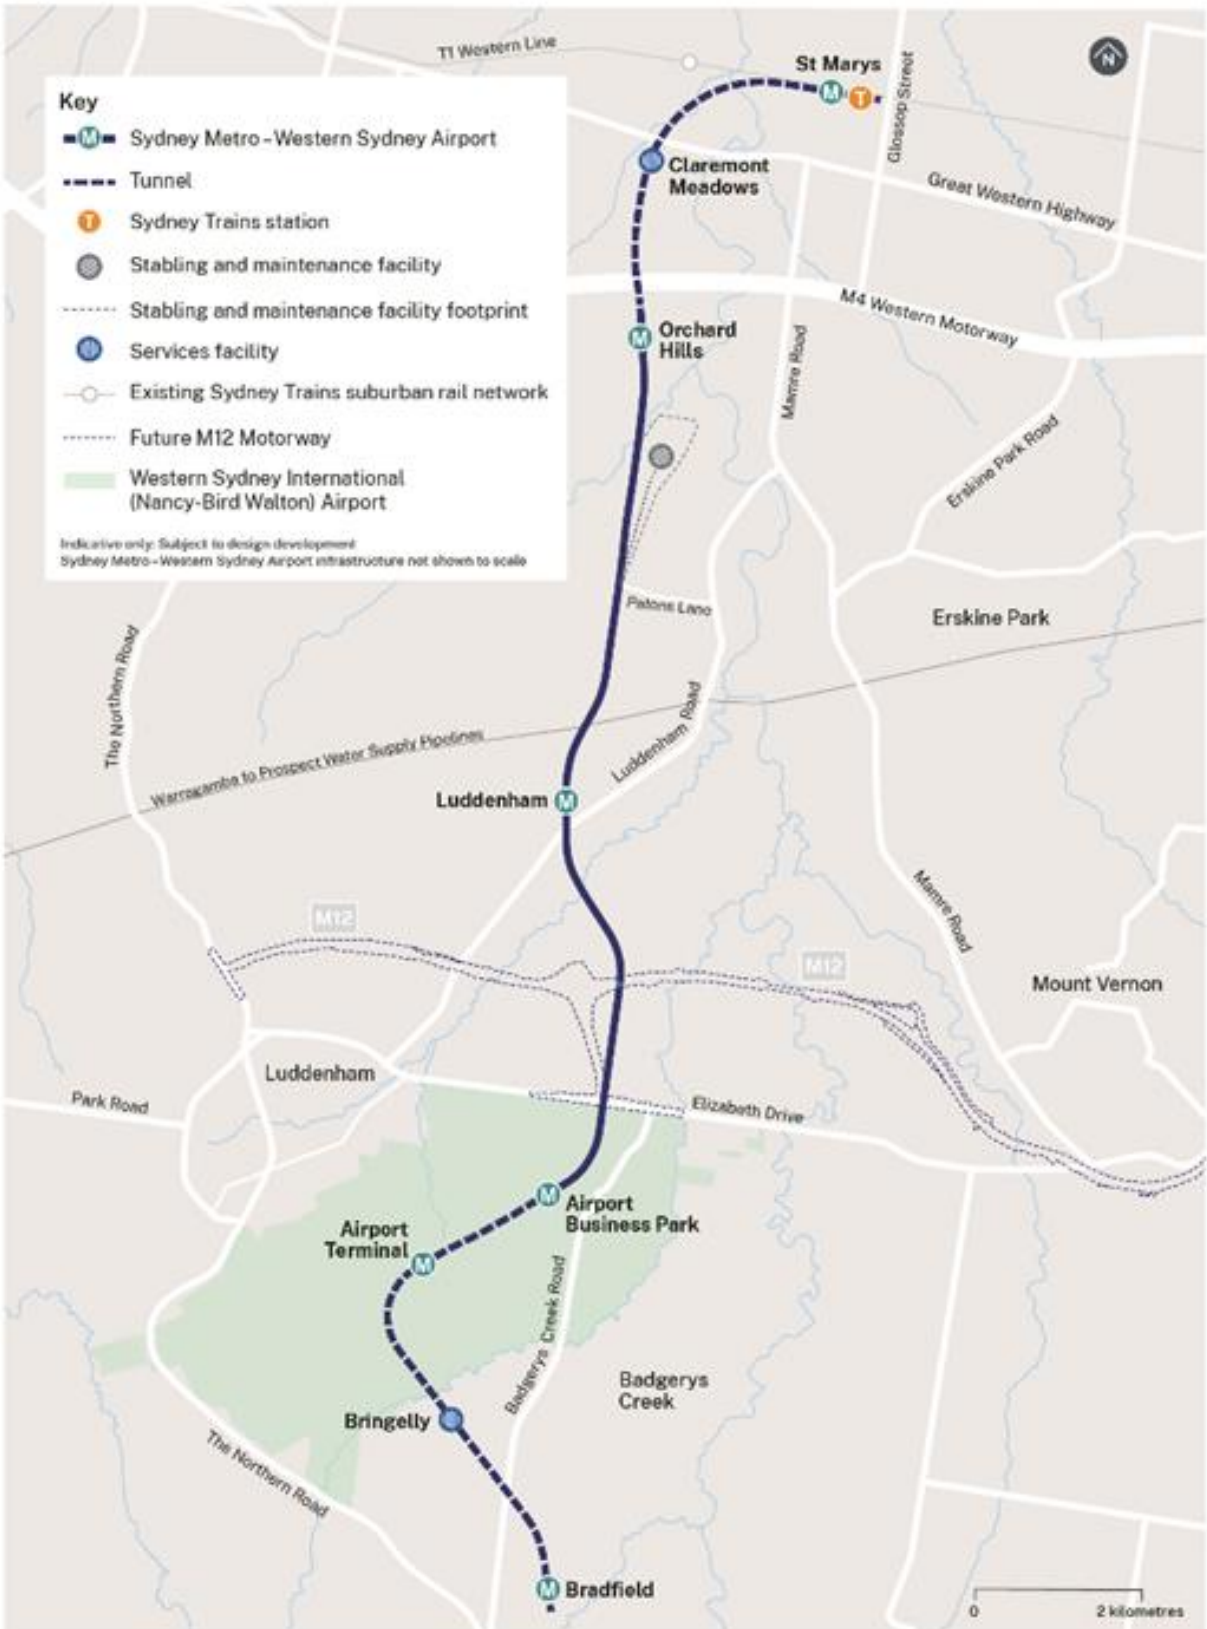 T1 Western Line
St Marys
N
M
T
Glossop Street
Key
M
Sydney Metro – Western Sydney Airport
Tunnel
T
Sydney Trains station
Stabling and maintenance facility
Stabling and maintenance facility footprint
Services facility
Existing Sydney Trains suburban rail network
Future M12 Motorway
Western Sydney International
(Nancy-Bird Walton) Airport
Indicative only: Subject to design development
Sydney Metro – Western Sydney Airport infrastructure not shown to scale
Claremont
Meadows
Great Western Highway
M4 Western Motorway
M
Orchard
Hills
Mamre Road
Erskine Park Road
Patons Lane
Erskine Park
The Northern Road
Luddenham Road
Warragamba to Prospect Water Supply Pipelines
Luddenham
M
Mamre Road
M12
M12
Mount Vernon
Luddenham
Park Road
Elizabeth Drive
M
Airport
Business Park
Airport
Terminal
M
Badgerys Creek Road
Badgerys
Creek
Bringelly
The Northern Road
M
Bradfield
0
2 kilometres